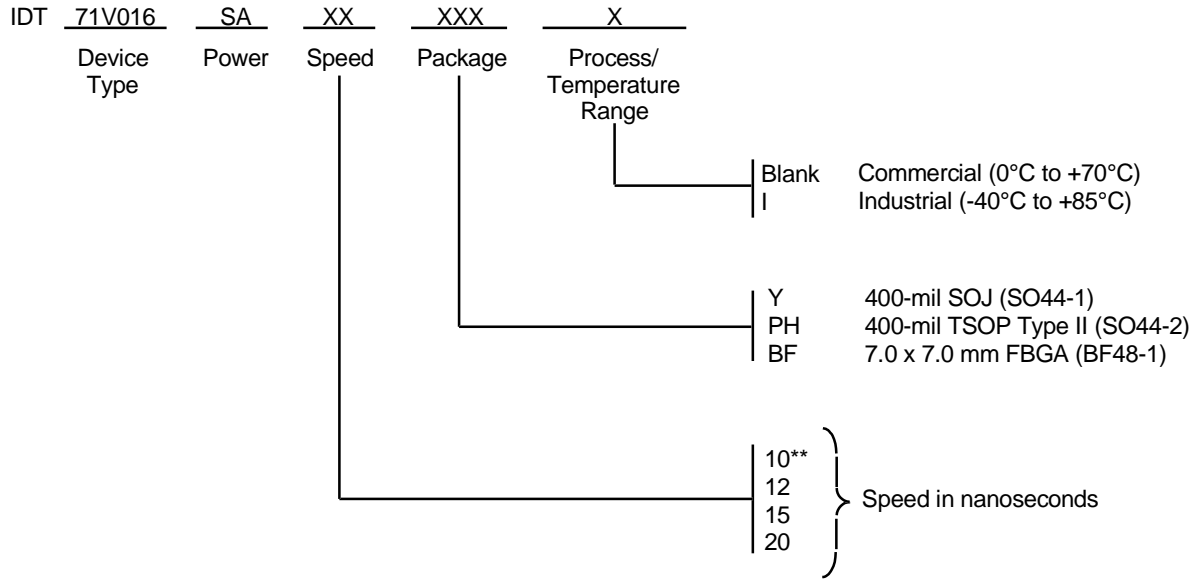 IDT 71V016 SA XX XXX X
Device Type
Power
Speed
Package
Process/
Temperature
Range
Blank Commercial (0°C to +70°C)
I Industrial (-40°C to +85°C)
Y 400-mil SOJ (SO44-1)
PH 400-mil TSOP Type II (SO44-2)
BF 7.0 x 7.0 mm FBGA (BF48-1)
10**
12
15
20
Speed in nanoseconds